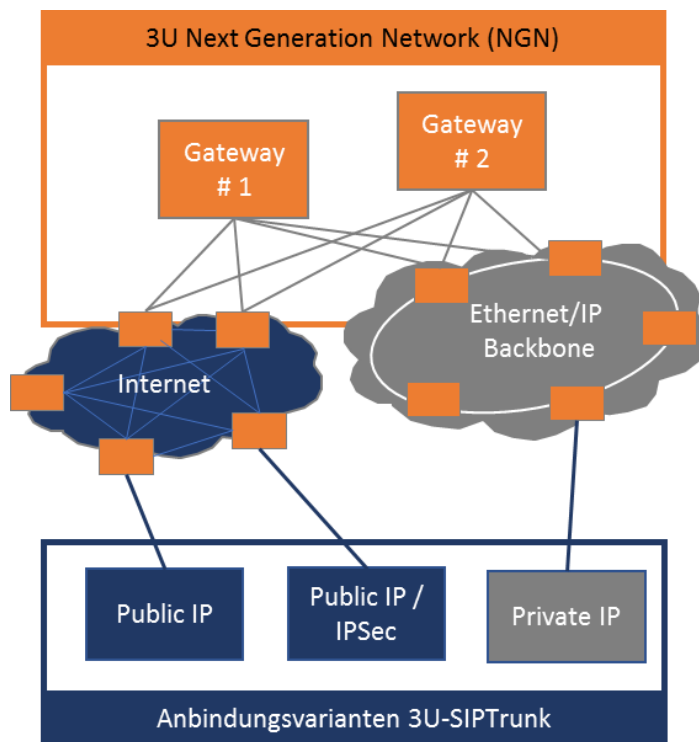 3U Next Generation Network (NGN)
Gateway
# 1
Gateway
# 2
Ethernet/IP
Backbone
Internet
Public IP
Public IP /
IPSec
Private IP
Anbindungsvarianten 3U-SIPTrunk